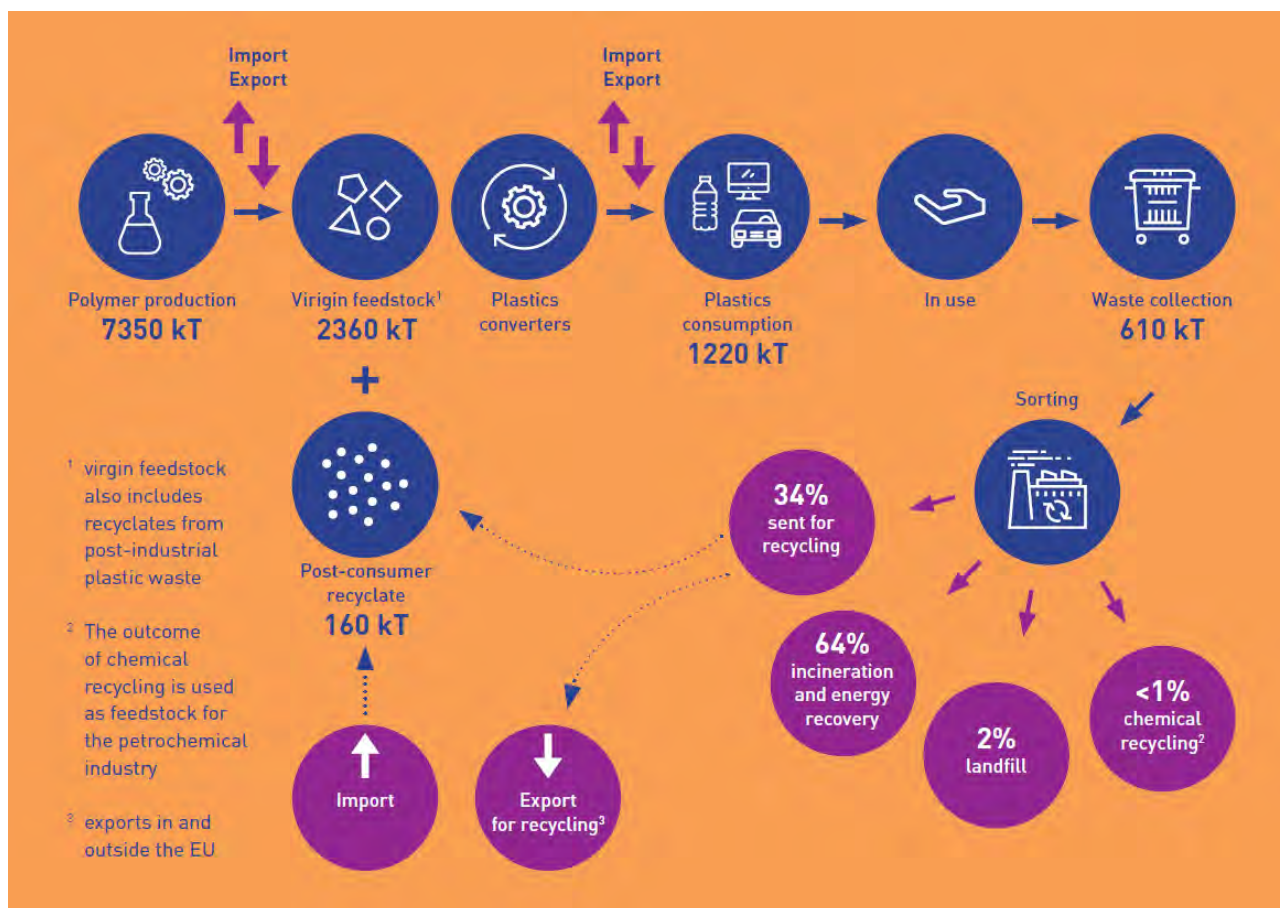 Import
Export
Import
Export
Polymer production
7350 kT
Virigin feedstock¹
2360 kT
Plastics
converters
Plastics
consumption
1220 kT
In use
Waste collection
610 kT
+
Sorting
¹ virgin feedstock
also includes
recyclates from
post-industrial
plastic waste
² The outcome
of chemical
recycling is used
as feedstock for
the petrochemical
industry
³ exports in and
outside the EU
Post-consumer
recyclate
160 kT
34%
sent for
recycling
64%
incineration
and energy
recovery
2%
landfill
<1%
chemical
recycling²
Import
Export
for recycling³